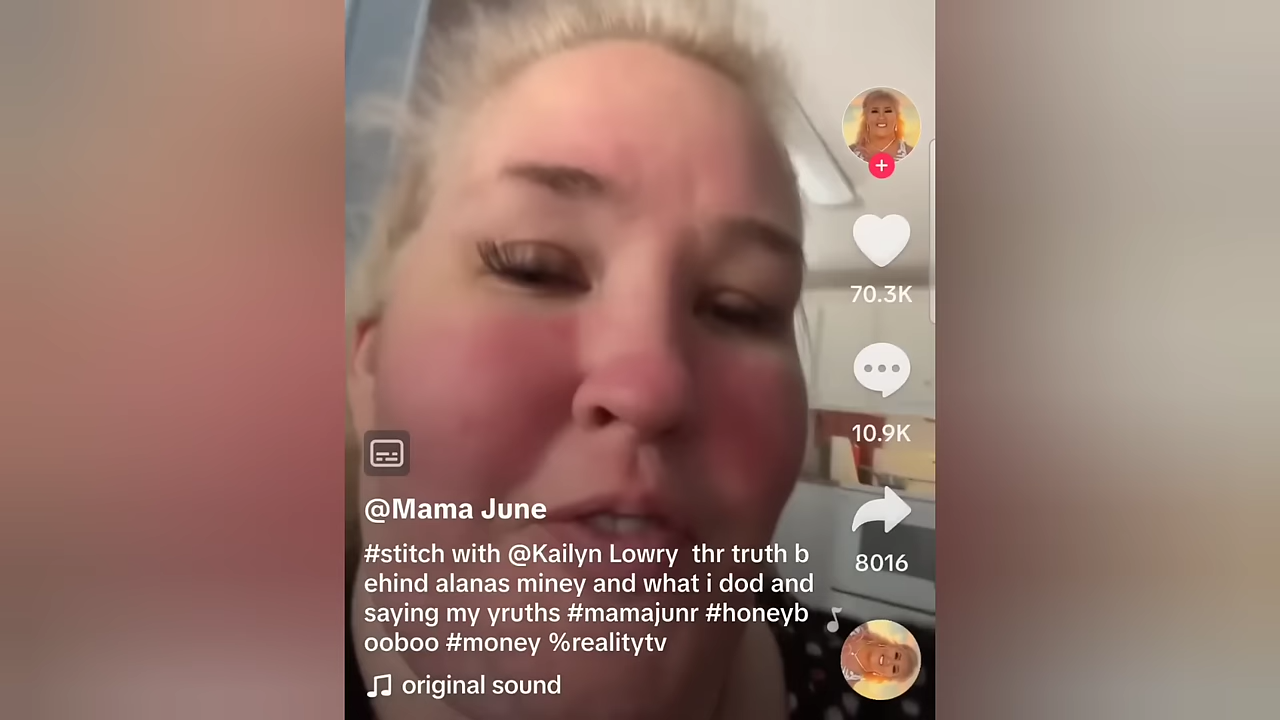 70.3K
10.9K
8016
@Mama June
#stitch with @Kailyn Lowry  thr truth b
ehind alanas miney and what i dod and
saying my yruths #mamajunr #honeyb
ooboo #money %realitytv
original sound